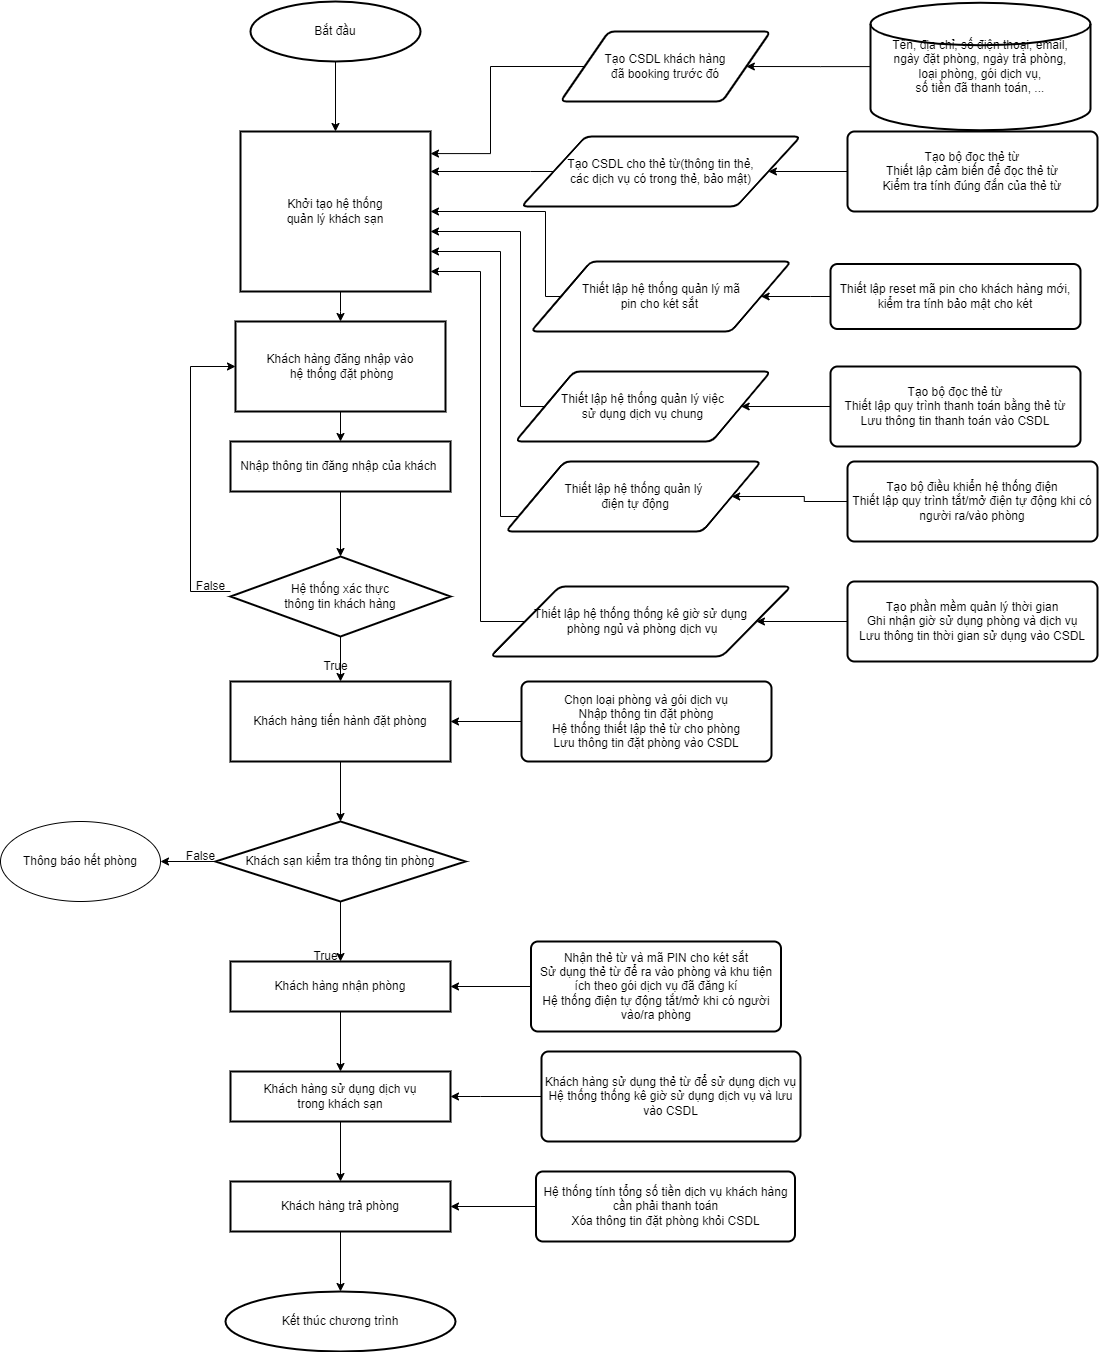 Bắt đầu
Tạo CSDL khách hàng
đã booking trước đó
Tên, địa chỉ, số điện thoại, email,
ngày đặt phòng, ngày trả phòng,
loại phòng, gói dịch vụ,
số tiền đã thanh toán, ...
Khởi tạo hệ thống
quản lý khách sạn
Tạo CSDL cho thẻ từ(thông tin thẻ,
các dịch vụ có trong thẻ, bảo mật)
Tạo bộ đọc thẻ từ
Thiết lập cảm biến để đọc thẻ từ
Kiểm tra tính đúng đắn của thẻ từ
Thiết lập hệ thống quản lý mã
pin cho két sắt
Thiết lập reset mã pin cho khách hàng mới,
kiểm tra tính bảo mật cho két
Khách hàng đăng nhập vào
hệ thống đặt phòng
Thiết lập hệ thống quản lý việc
sử dụng dịch vụ chung
Tạo bộ đọc thẻ từ
Thiết lập quy trình thanh toán bằng thẻ từ
Lưu thông tin thanh toán vào CSDL
Nhập thông tin đăng nhập của khách
Thiết lập hệ thống quản lý
điện tự động
Tạo bộ điều khiển hệ thống điện
Thiết lập quy trình tắt/mở điện tự động khi có
người ra/vào phòng
False
Hệ thống xác thực
thông tin khách hàng
Thiết lập hệ thống thống kê giờ sử dụng
phòng ngủ và phòng dịch vụ
Tạo phần mềm quản lý thời gian
Ghi nhận giờ sử dụng phòng và dịch vụ
Lưu thông tin thời gian sử dụng vào CSDL
True
Khách hàng tiến hành đặt phòng
Chọn loại phòng và gói dịch vụ
Nhập thông tin đặt phòng
Hệ thống thiết lập thẻ từ cho phòng
Lưu thông tin đặt phòng vào CSDL
Thông báo hết phòng
False
Khách sạn kiểm tra thông tin phòng
True
Khách hàng nhận phòng
Nhận thẻ từ và mã PIN cho két sắt
Sử dụng thẻ từ để ra vào phòng và khu tiện
ích theo gói dịch vụ đã đăng kí
Hệ thống điện tự động tắt/mở khi có người
vào/ra phòng
Khách hàng sử dụng dịch vụ
trong khách sạn
Khách hàng sử dụng thẻ từ để sử dụng dịch vụ
Hệ thống thống kê giờ sử dụng dịch vụ và lưu
vào CSDL
Khách hàng trả phòng
Hệ thống tính tổng số tiền dịch vụ khách hàng
cần phải thanh toán
Xóa thông tin đặt phòng khỏi CSDL
Kết thúc chương trình